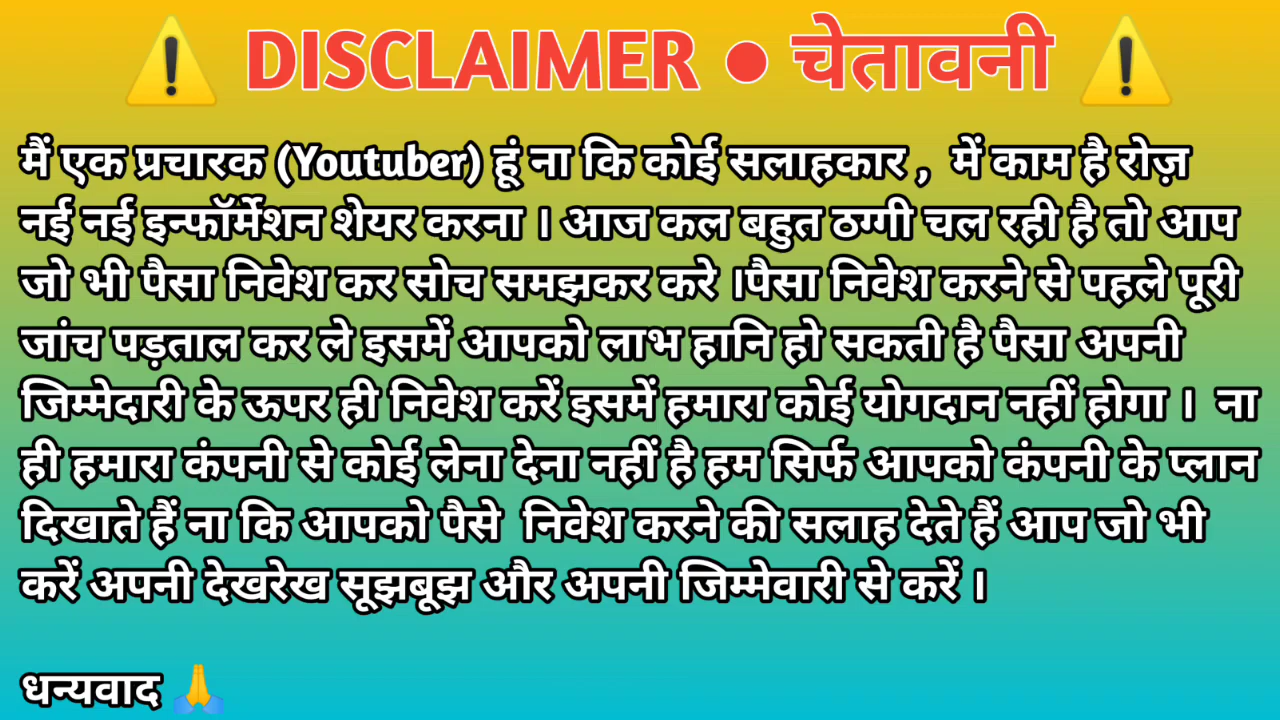 ⚠️ DISCLAIMER ● चेतावनी ⚠️
मैं एक प्रचारक (Youtuber) हूं ना कि कोई सलाहकार , में काम है रोज़
नई नई इन्फॉर्मेशन शेयर करना । आज कल बहुत ठग्गी चल रही है तो आप
जो भी पैसा निवेश कर सोच समझकर करे ।पैसा निवेश करने से पहले पूरी
जांच पड़ताल कर ले इसमें आपको लाभ हानि हो सकती है पैसा अपनी
जिम्मेदारी के ऊपर ही निवेश करें इसमें हमारा कोई योगदान नहीं होगा । ना
ही हमारा कंपनी से कोई लेना देना नहीं है हम सिर्फ आपको कंपनी के प्लान
दिखाते हैं ना कि आपको पैसे निवेश करने की सलाह देते हैं आप जो भी
करें अपनी देखरेख सूझबूझ और अपनी जिम्मेवारी से करें ।
धन्यवाद 🙏